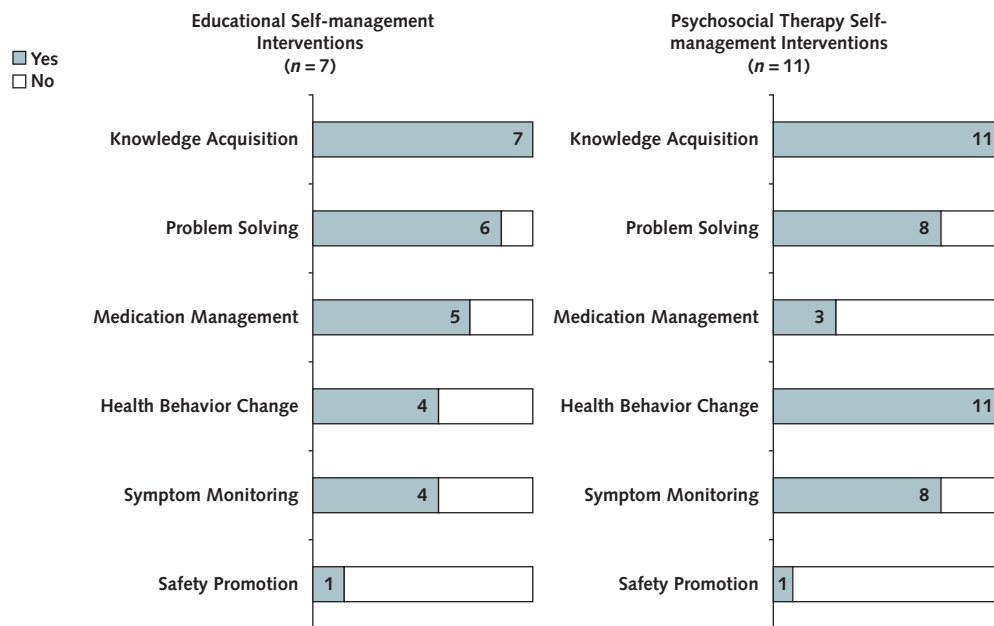 Educational Self-management
Interventions
(n = 7)
Psychosocial Therapy Self-
management Interventions
(n = 11)
Yes
No
Knowledge Acquisition 7
Problem Solving 6
Medication Management 5
Health Behavior Change 4
Symptom Monitoring 4
Safety Promotion 1
Knowledge Acquisition 11
Problem Solving 8
Medication Management 3
Health Behavior Change 11
Symptom Monitoring 8
Safety Promotion 1